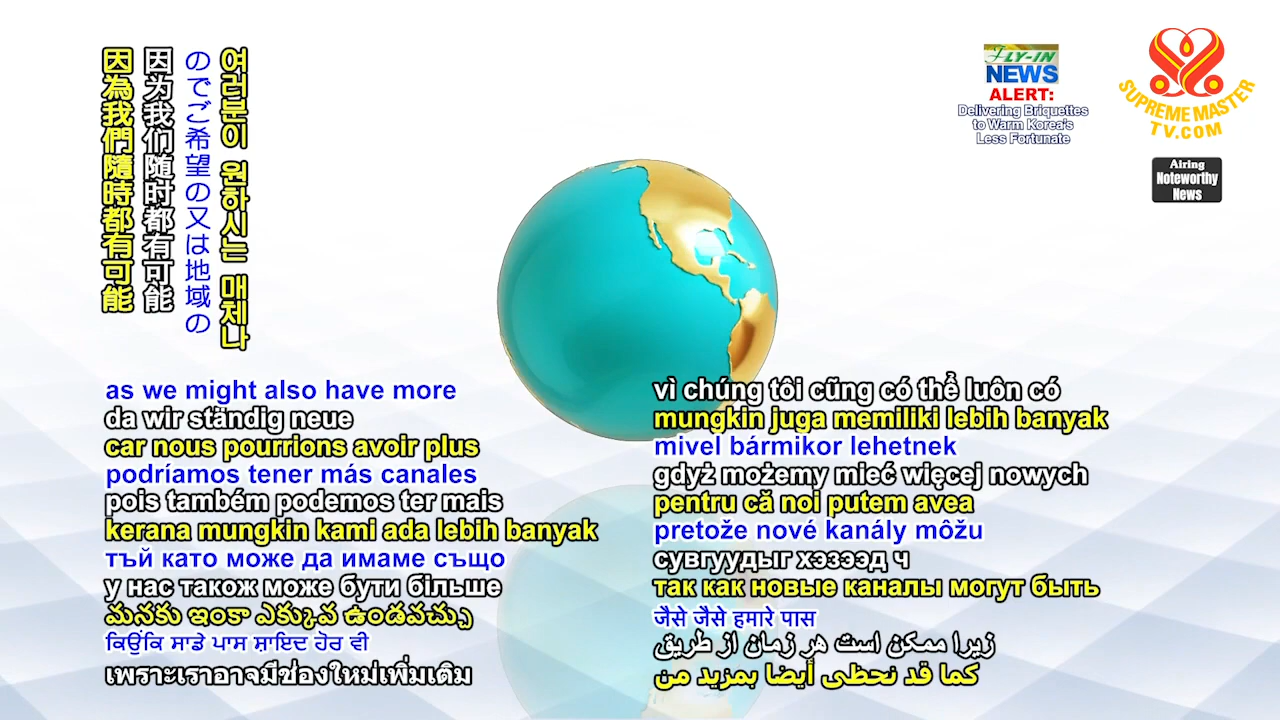 因為我們隨時都有可能
因为我们随时都有可能
のでご希望の又は地域の
여러분이 원하시는 매체나
FLY-IN
NEWS
ALERT:
Delivering Briquettes
to Warm Korea's
Less Fortunate
SUPREME MASTER
TV.COM
Airing
Noteworthy
News
as we might also have more
da wir ständig neue
car nous pourrions avoir plus
podríamos tener más canales
pois também podemos ter mais
kerana mungkin kami ada lebih banyak
тъй като може да имаме също
у нас також може бути більше
మనకు ఇంకా ఎక్కువ ఉండవచ్చు
ਕਿਉਂਕਿ ਸਾਡੇ ਪਾਸ ਸ਼ਾਇਦ ਹੋਰ ਵੀ
เพราะเราอาจมีช่องใหม่เพิ่มเติม
vì chúng tôi cũng có thể luôn có
mungkin juga memiliki lebih banyak
mivel bármikor lehetnek
gdyż możemy mieć więcej nowych
pentru că noi putem avea
pretože nové kanály môžu
сувгуудыг хэзээд ч
так как новые каналы могут быть
जैसे जैसे हमारे पास
زیرا ممکن است هر زمان از طریق
كما قد نحظى أيضا بمزيد من